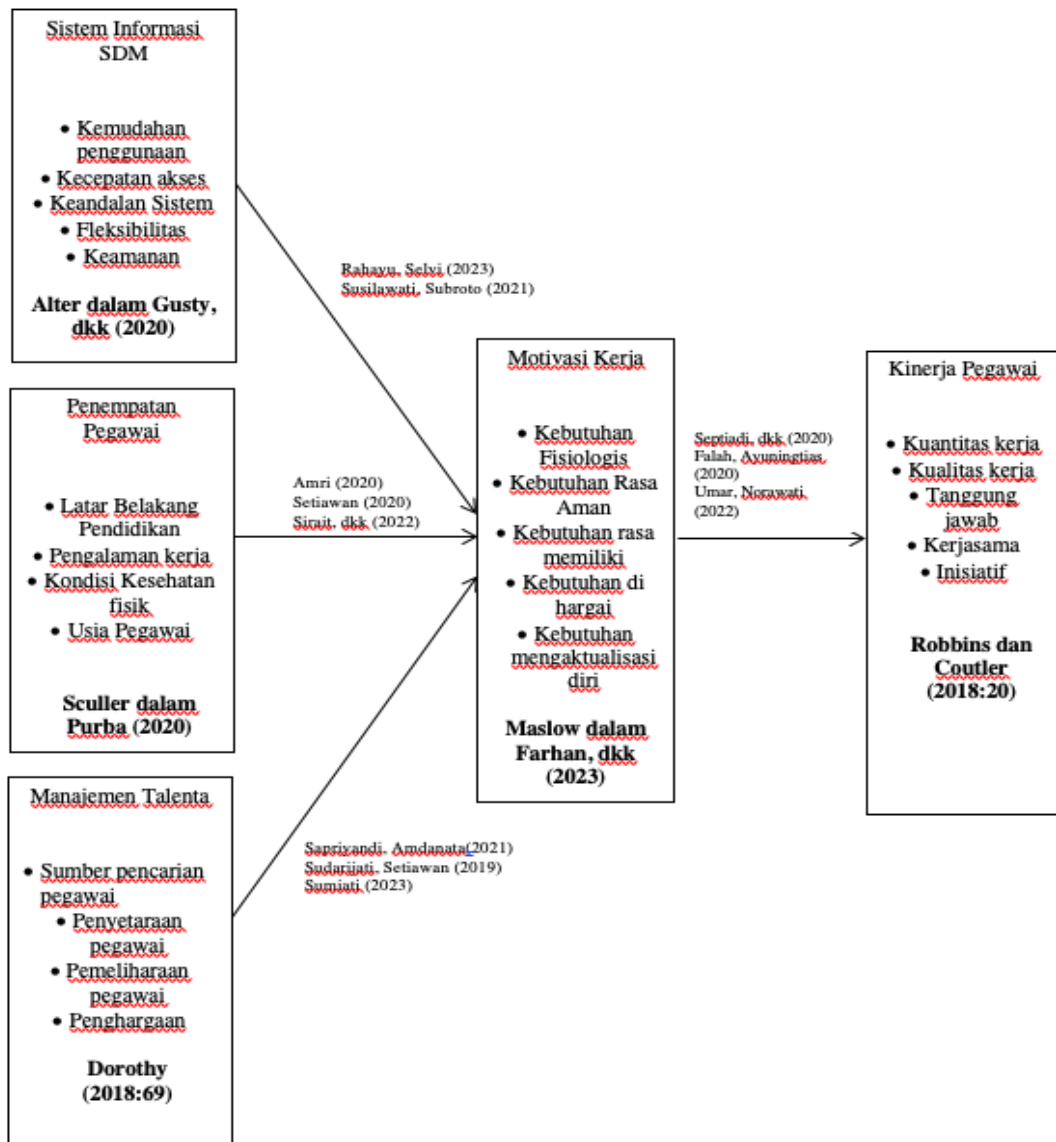 Sistem Informasi
SDM
• Kemudahan
penggunaan
• Kecepatan akses
• Keandalan Sistem
• Fleksibilitas
• Keamanan
Alter dalam Gusty,
dkk (2020)
Rahayu, Selvi (2023)
Susilawati, Subroto (2021)
Penempatan
Pegawai
• Latar Belakang
Pendidikan
• Pengalaman kerja
• Kondisi Kesehatan
fisik
• Usia Pegawai
Sculler dalam
Purba (2020)
Amri (2020)
Setiawan (2020)
Sirait, dkk (2022)
Manajemen Talenta
• Sumber pencarian
pegawai
• Penyetaraan
pegawai
• Pemeliharaan
pegawai
• Penghargaan
Dorothy
(2018:69)
Sapriyandi, Amdanata(2021)
Sudarijati, Setiawan (2019)
Sumiati (2023)
Motivasi Kerja
• Kebutuhan
Fisiologis
• Kebutuhan Rasa
Aman
• Kebutuhan rasa
memiliki
• Kebutuhan di
hargai
• Kebutuhan
mengaktualisasi
diri
Maslow dalam
Farhan, dkk
(2023)
Septiadi, dkk (2020)
Falah, Ayuningtias
(2020)
Umar, Norawati
(2022)
Kinerja Pegawai
• Kuantitas kerja
• Kualitas kerja
• Tanggung
jawab
• Kerjasama
• Inisiatif
Robbins dan
Coutler
(2018:20)